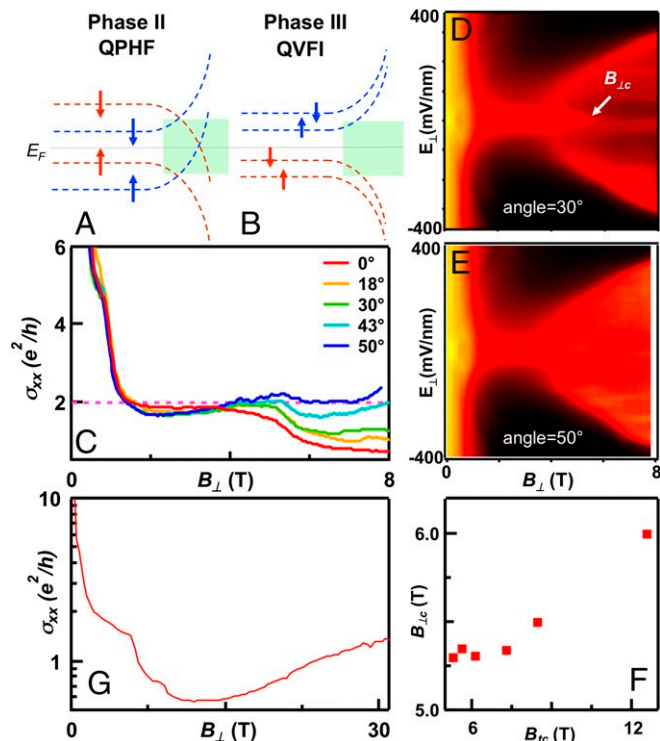 Phase II
QPHF
Phase III
QVFI
E_F
A
B
D
400
E⊥(mV/nm)
-400
B⊥c
angle=30°
C
6
4
2
σxx (e²/h)
0°
18°
30°
43°
50°
0
8
B⊥ (T)
E
400
E⊥(mV/nm)
-400
angle=50°
0
8
B⊥ (T)
G
10
1
σxx (e²/h)
0
30
B⊥ (T)
F
6.0
5.0
B⊥c (T)
6
12
Btc (T)